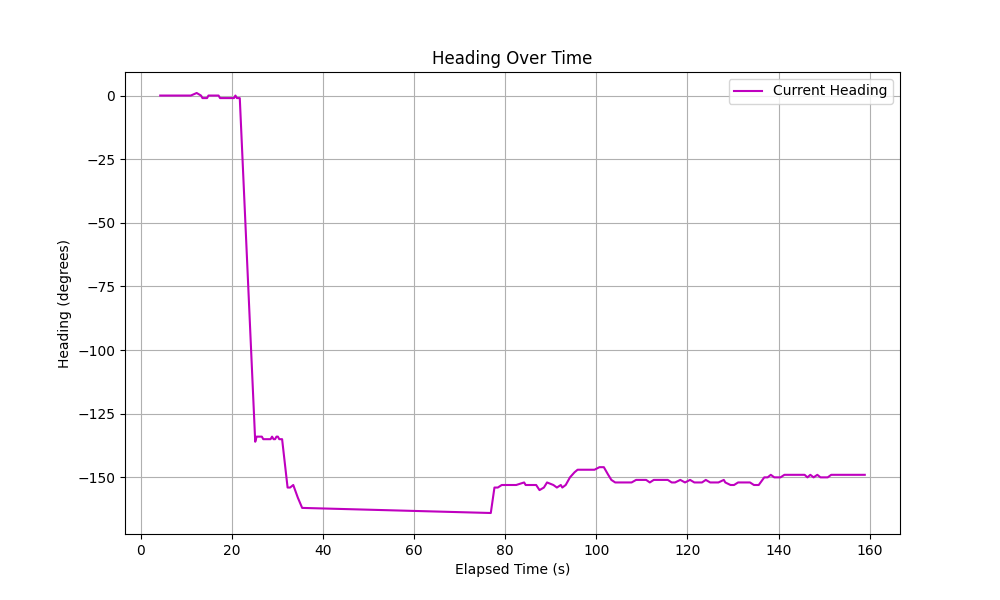 Heading Over Time
Current Heading
Heading (degrees)
0
−25
−50
−75
−100
−125
−150
0 20 40 60 80 100 120 140 160
Elapsed Time (s)